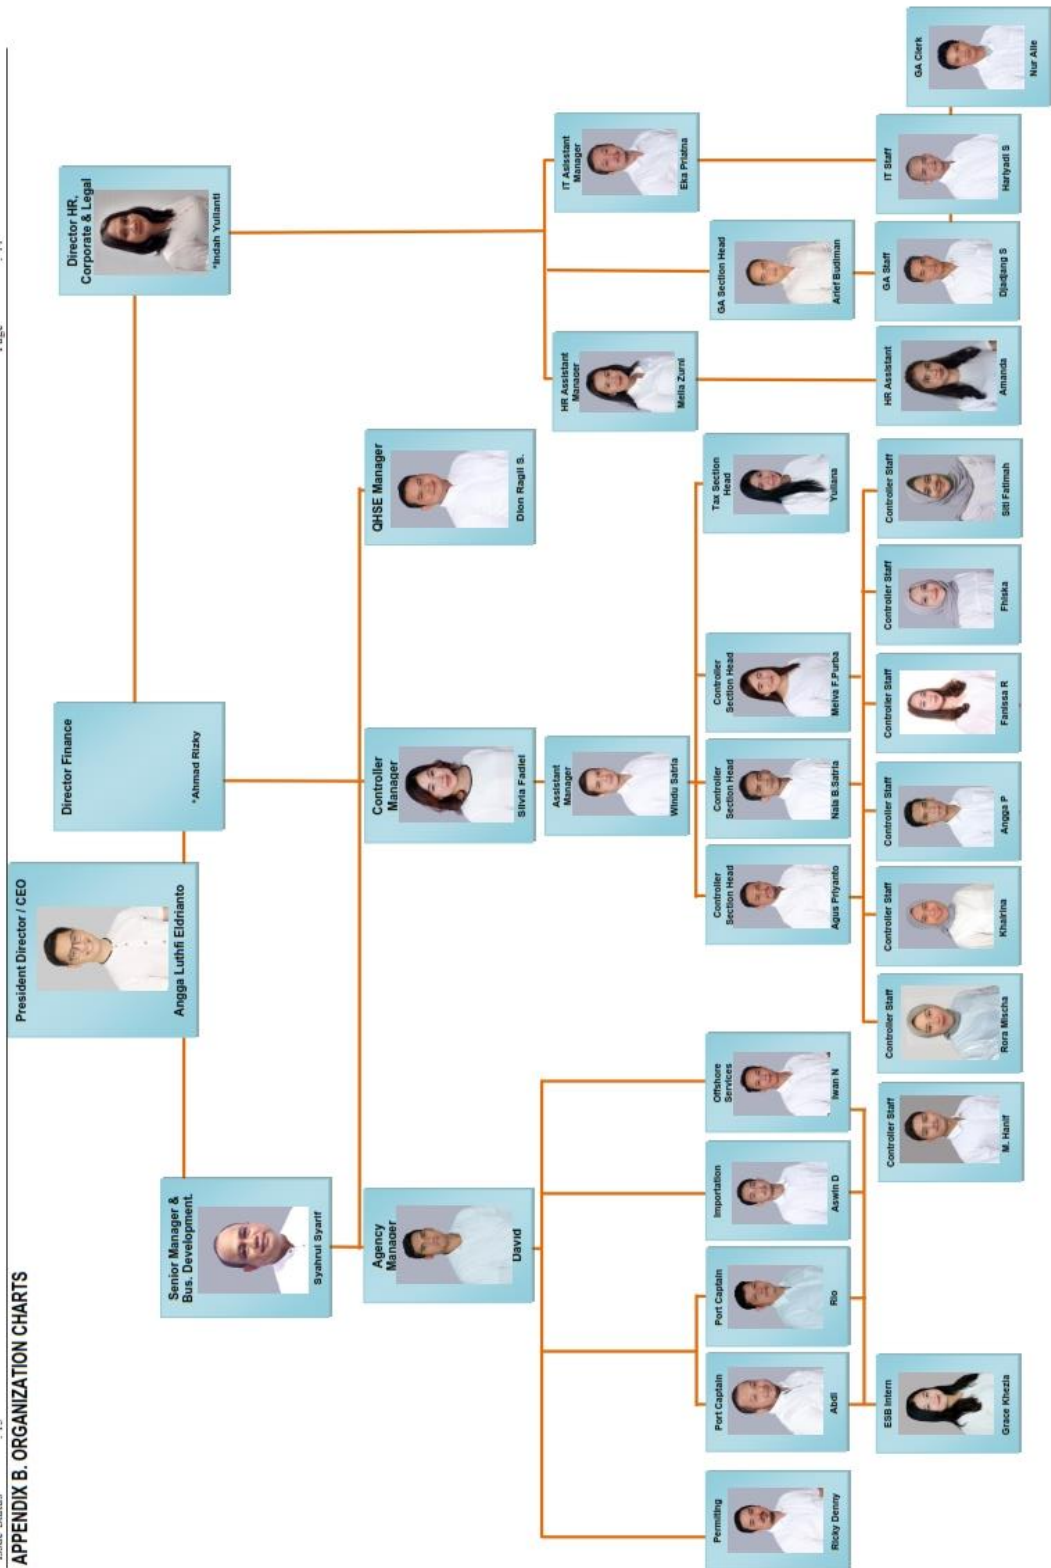 APPENDIX B. ORGANIZATION CHARTS
President Director / CEO
Angga Luthfi Eldrianto
Senior Manager &
Bus. Development.
Syahrul Syarif
Director Finance
*Ahmad Rizky
Director HR,
Corporate & Legal
*Indah Yulianti
Agency
Manager
David
Controller
Manager
Silvia Fadiel
QHSE Manager
Dion Ragil S.
Assistant
Manager
Windu Satria
HR Assistant
Manager
Mella Zurni
IT Asisstant
Manager
Eka Priatna
Permitting
Ricky Denny
Port Captain
Abdi
Port Captain
Rio
Importation
Aswin D
Offshore
Services
Iwan N
Controller
Section Head
Agus Priyanto
Controller
Section Head
Nala B.Satria
Controller
Section Head
Melva F.Purba
Tax Section
Head
Yuliana
GA Section Head
Arief Budiman
ESB Intern
Grace Khezia
Controller Staff
M. Hanif
Controller Staff
Rora Mischa
Controller Staff
Khairina
Controller Staff
Angga P
Controller Staff
Fanissa R
Controller Staff
Fhiska
Controller Staff
Siti Fatimah
HR Assistant
Amanda
GA Staff
Djadjang S
IT Staff
Hariyadi S
GA Clerk
Nur Alle